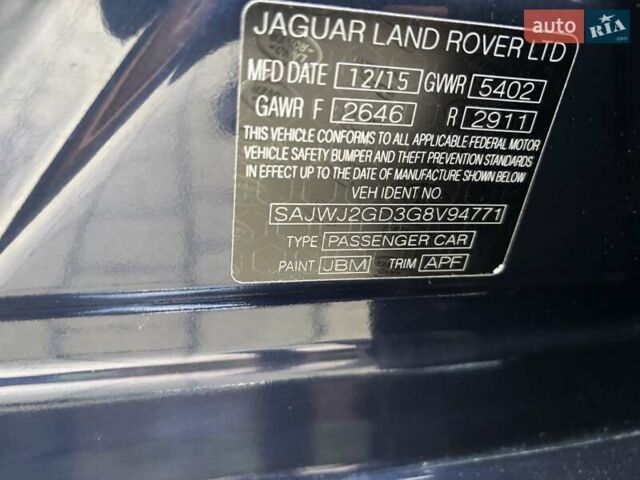 auto RIA.com
JAGUAR LAND ROVER LTD
MFD DATE 12/15 GVWR 5402
GAWR F 2646 R 2911
THIS VEHICLE CONFORMS TO ALL APPLICABLE FEDERAL MOTOR
VEHICLE SAFETY BUMPER AND THEFT PREVENTION STANDARDS
IN EFFECT UP TO THE DATE OF MANUFACTURE SHOWN ABOVE.
VEH IDENT NO.
SAJWJ2GD3G8V94771
TYPE PASSENGER CAR
PAINT JBM TRIM APF